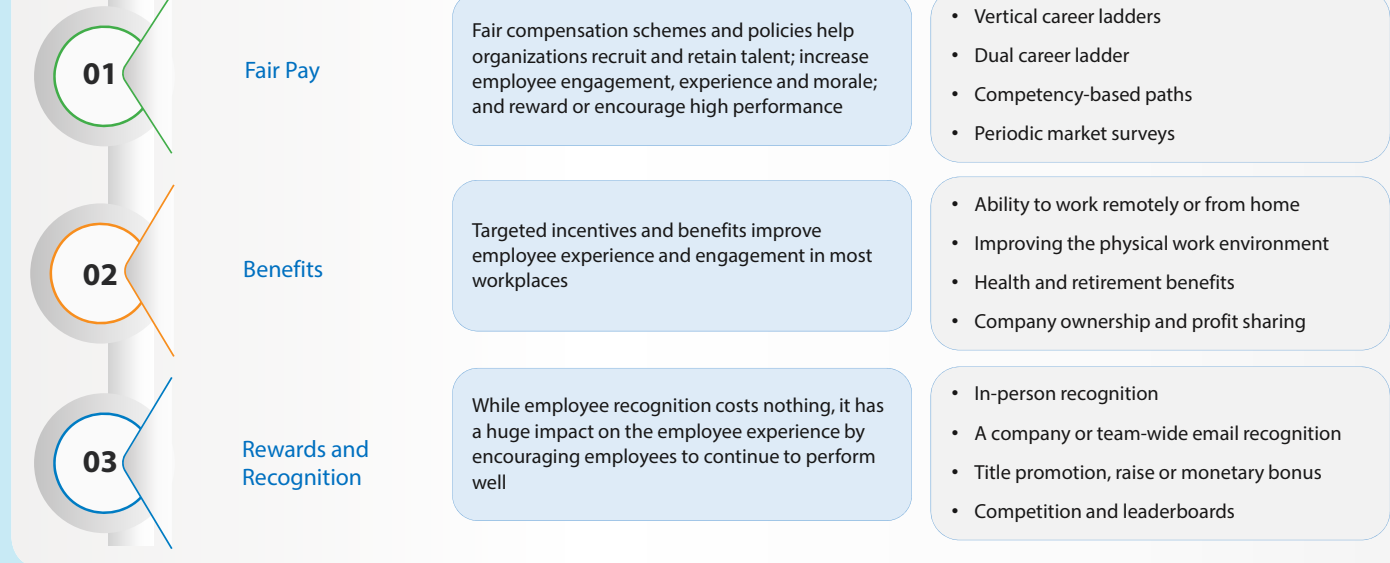 01
Fair Pay
Fair compensation schemes and policies help
organizations recruit and retain talent; increase
employee engagement, experience and morale;
and reward or encourage high performance
• Vertical career ladders
• Dual career ladder
• Competency-based paths
• Periodic market surveys
02
Benefits
Targeted incentives and benefits improve
employee experience and engagement in most
workplaces
• Ability to work remotely or from home
• Improving the physical work environment
• Health and retirement benefits
• Company ownership and profit sharing
03
Rewards and
Recognition
While employee recognition costs nothing, it has
a huge impact on the employee experience by
encouraging employees to continue to perform
well
• In-person recognition
• A company or team-wide email recognition
• Title promotion, raise or monetary bonus
• Competition and leaderboards